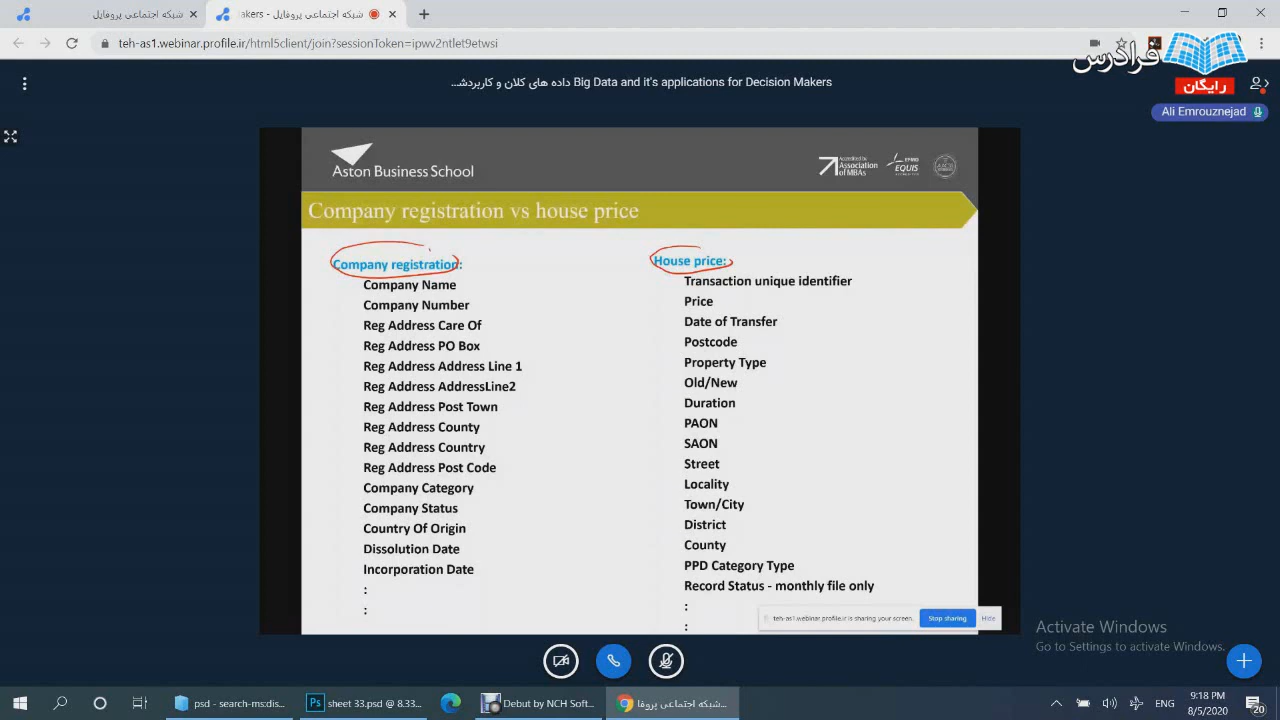 شبکه اجتماعی پروفایل
akers - شبکه اجتماعی پروفایل
teh-as1.webinar.profile.ir/html5client/join?sessionToken=ipwv2ntlet9etwsi
فرادرس
رایگان
داده های کلان و کاربردش... Big Data and it's applications for Decision Makers
Ali Emrouznejad
Aston Business School
Accredited by
Association
of MBAs
EFMD
EQUIS
Company registration vs house price
Company registration:
Company Name
Company Number
Reg Address Care Of
Reg Address PO Box
Reg Address Address Line 1
Reg Address AddressLine2
Reg Address Post Town
Reg Address County
Reg Address Country
Reg Address Post Code
Company Category
Company Status
Country Of Origin
Dissolution Date
Incorporation Date
:
:
House price:
Transaction unique identifier
Price
Date of Transfer
Postcode
Property Type
Old/New
Duration
PAON
SAON
Street
Locality
Town/City
District
County
PPD Category Type
Record Status - monthly file only
:
:
teh-as1.webinar.profile.ir is sharing your screen.
Stop sharing
Hide
Activate Windows
Go to Settings to activate Windows.
psd - search-ms:dis...
Ps
sheet 33.psd @ 8.33...
Debut by NCH Soft...
شبکه اجتماعی پروفا...
ENG
9:18 PM
8/5/2020
20